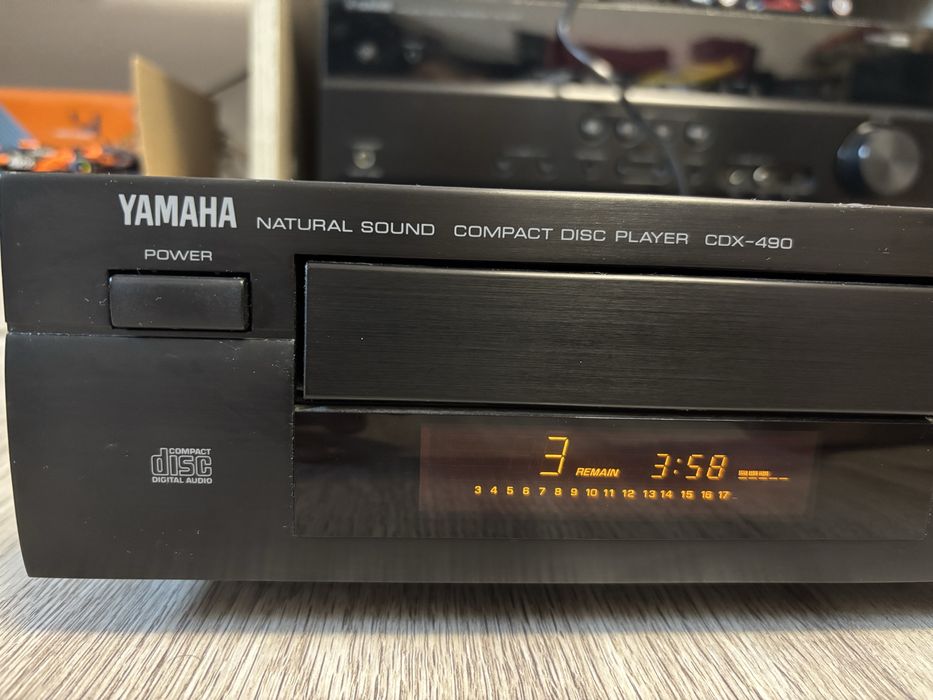 YAMAHA NATURAL SOUND COMPACT DISC PLAYER CDX-490
POWER
COMPACT
disc
DIGITAL AUDIO
3 REMAIN 3:58
3 4 5 6 7 8 9 10 11 12 13 14 15 16 17